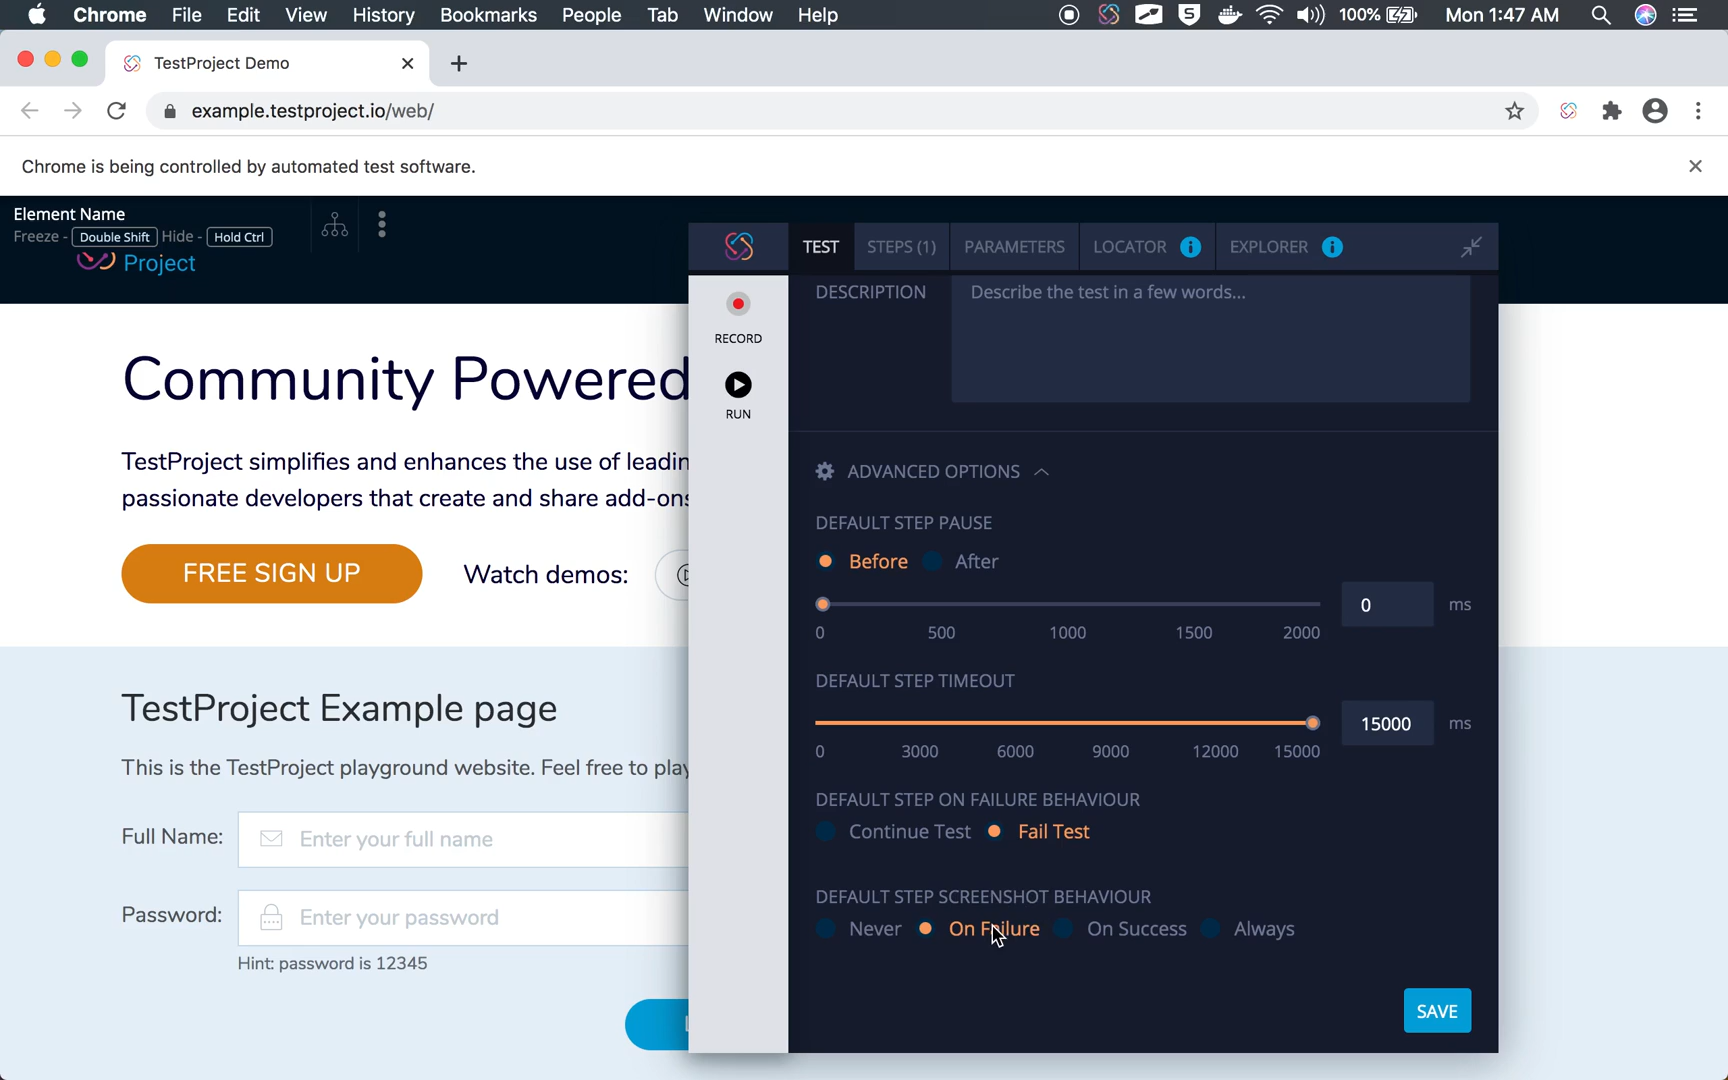 Chrome File Edit View History Bookmarks People Tab Window Help 100% Mon 1:47 AM
TestProject Demo
example.testproject.io/web/
Chrome is being controlled by automated test software.
Element Name
Freeze - Double Shift Hide - Hold Ctrl
Project
TEST STEPS (1) PARAMETERS LOCATOR i EXPLORER i
DESCRIPTION Describe the test in a few words...
RECORD
RUN
Community Powered
TestProject simplifies and enhances the use of leadin
passionate developers that create and share add-ons
FREE SIGN UP Watch demos:
ADVANCED OPTIONS
DEFAULT STEP PAUSE
Before After
0 ms
0 500 1000 1500 2000
DEFAULT STEP TIMEOUT
15000 ms
0 3000 6000 9000 12000 15000
DEFAULT STEP ON FAILURE BEHAVIOUR
Continue Test Fail Test
DEFAULT STEP SCREENSHOT BEHAVIOUR
Never On Failure On Success Always
SAVE
TestProject Example page
This is the TestProject playground website. Feel free to play
Full Name: Enter your full name
Password: Enter your password
Hint: password is 12345